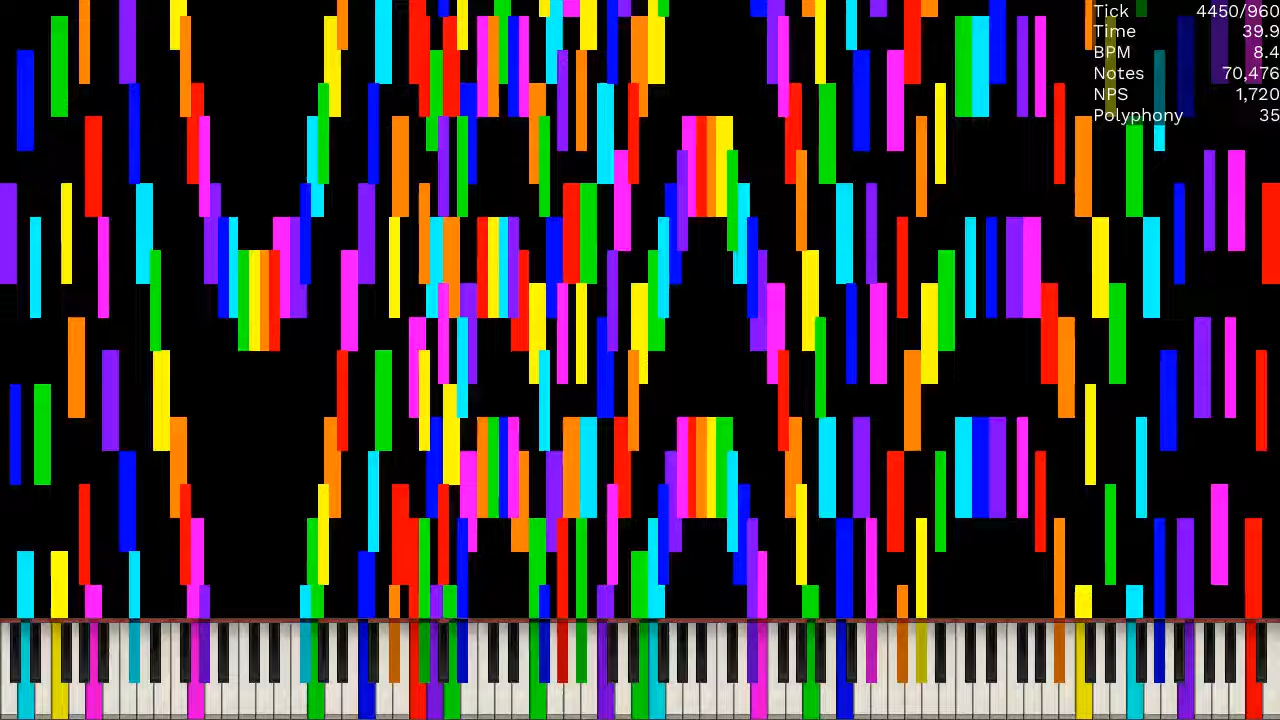 Tick 4450/960
Time 39.9
BPM 8.4
Notes 70,476
NPS 1,720
Polyphony 35